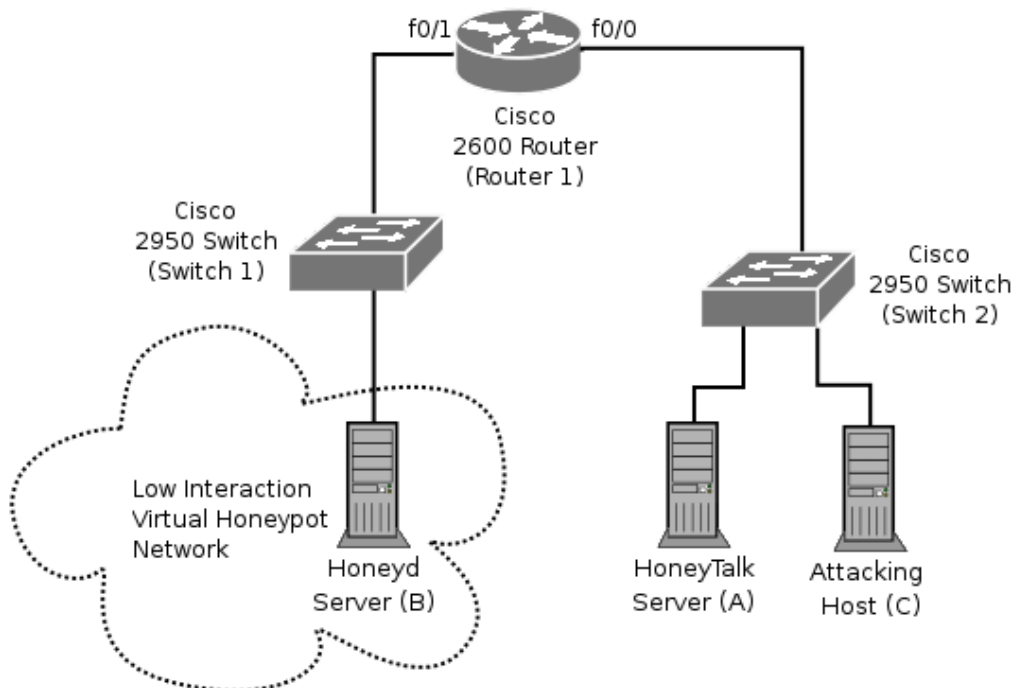 f0/1
f0/0
Cisco
2600 Router
(Router 1)
Cisco
2950 Switch
(Switch 1)
Cisco
2950 Switch
(Switch 2)
Low Interaction
Virtual Honeypot
Network
Honeyd
Server (B)
HoneyTalk
Server (A)
Attacking
Host (C)